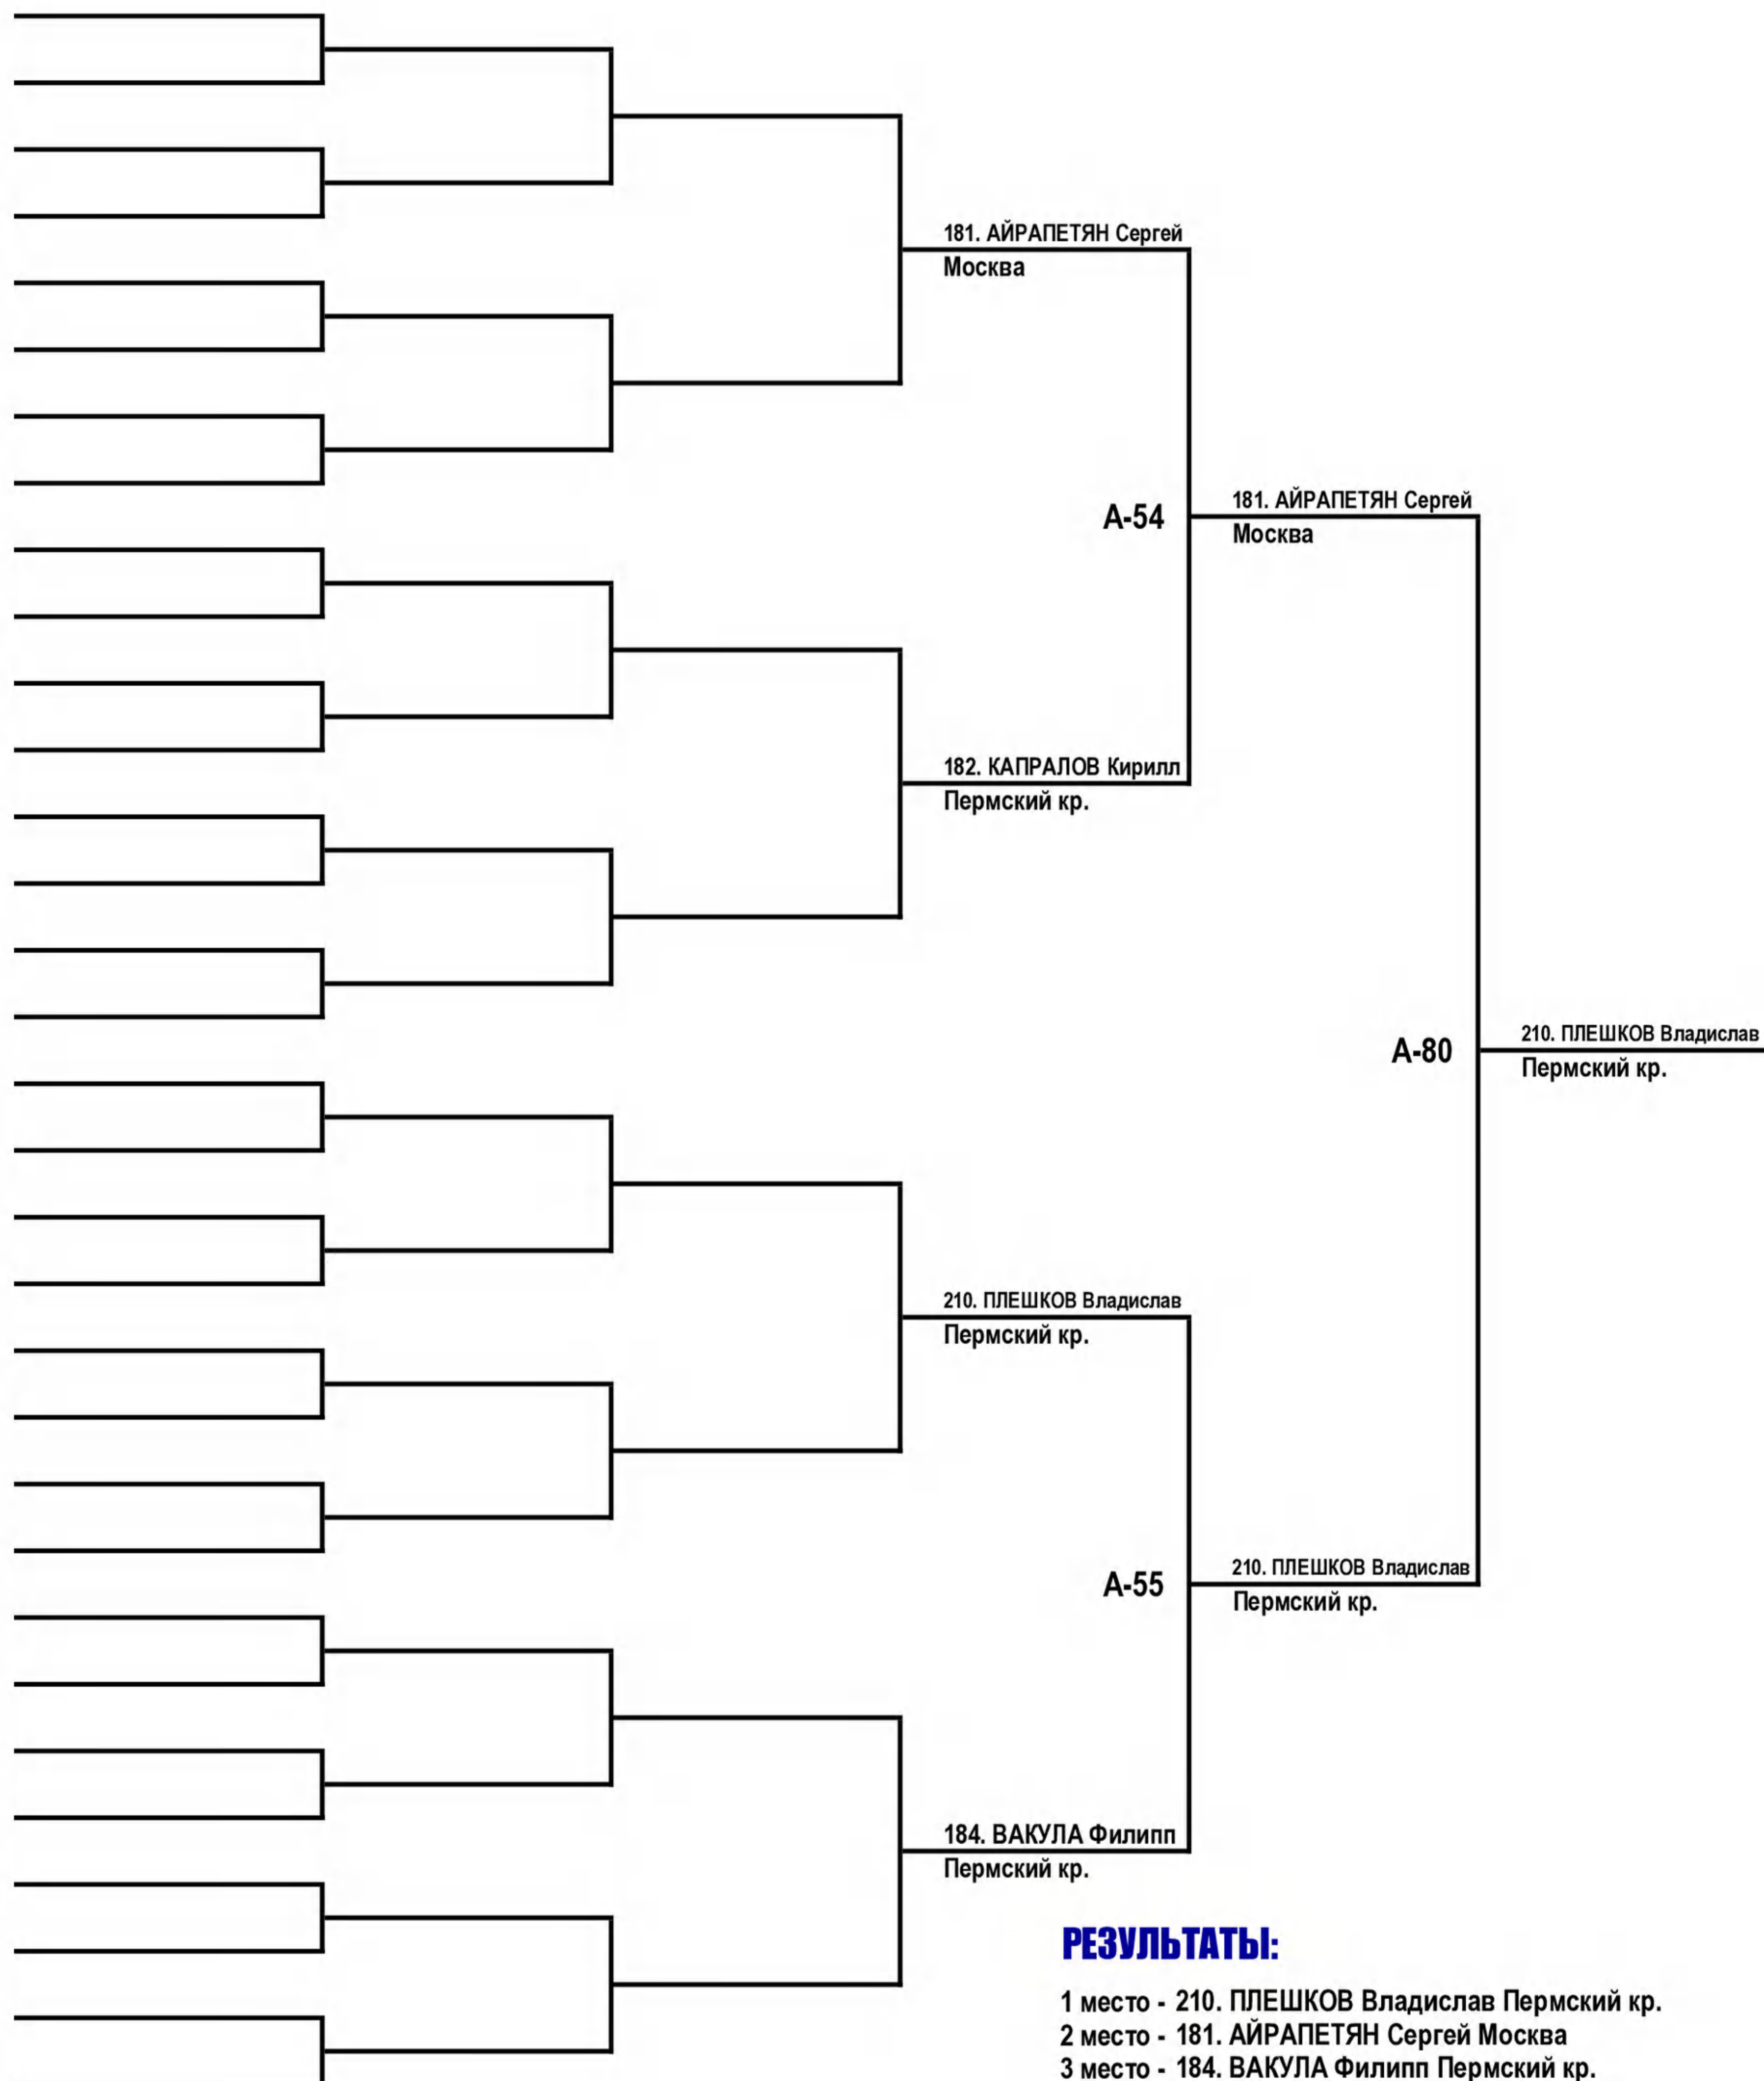 181. АЙРАПЕТЯН Сергей
Москва
А-54
181. АЙРАПЕТЯН Сергей
Москва
182. КАПРАЛОВ Кирилл
Пермский кр.
А-80
210. ПЛЕШКОВ Владислав
Пермский кр.
210. ПЛЕШКОВ Владислав
Пермский кр.
А-55
210. ПЛЕШКОВ Владислав
Пермский кр.
184. ВАКУЛА Филипп
Пермский кр.
РЕЗУЛЬТАТЫ:
1 место - 210. ПЛЕШКОВ Владислав Пермский кр.
2 место - 181. АЙРАПЕТЯН Сергей Москва
3 место - 184. ВАКУЛА Филипп Пермский кр.